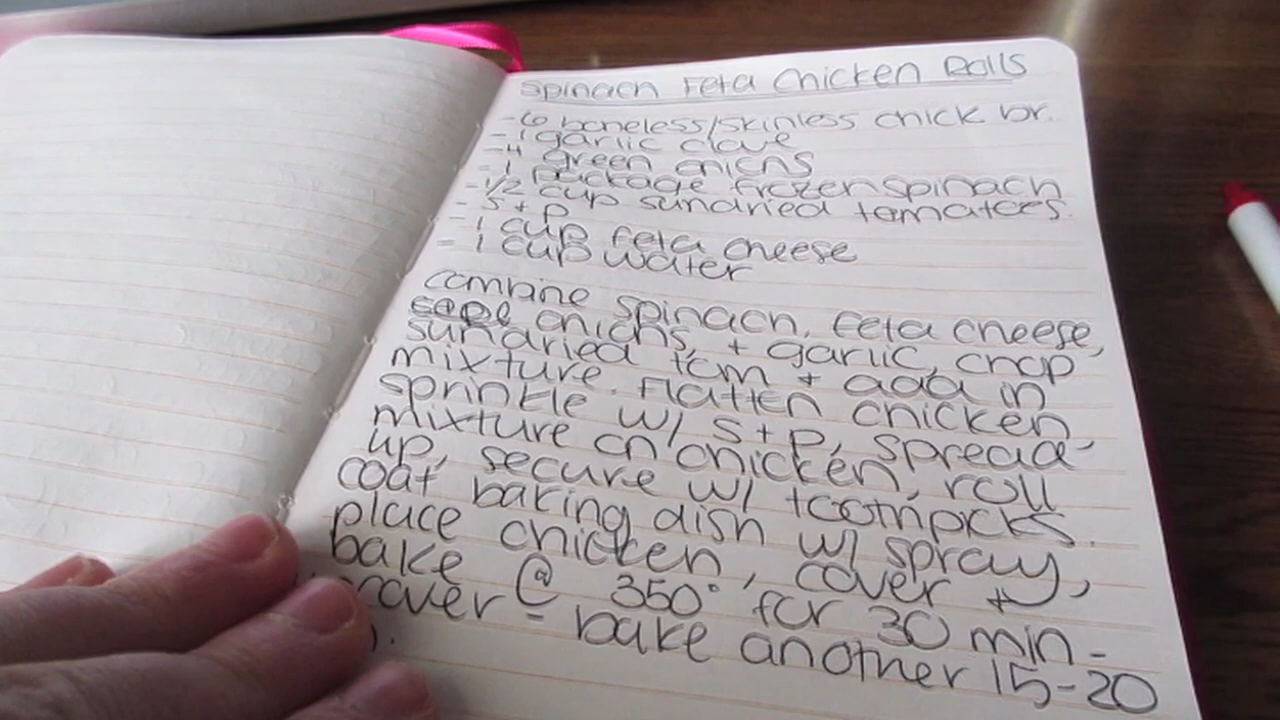 Spinach Feta Chicken Rolls
- 6 boneless/skinless chick br.
- 1 garlic clove
- 4 green onions
- 1 package frozen spinach
- 1/2 cup sundried tomatoes
- S + P
- 1 cup feta cheese
- 1 cup water
combine spinach, feta cheese,
onions, + garlic, chop
sundried tom + add in
mixture. Flatten chicken,
sprinkle w/ S + P, spread
mixture on chicken, roll
up, secure w/ toothpicks.
coat baking dish w/ spray,
place chicken, cover +
bake @ 350° for 30 min -
cover - bake another 15-20